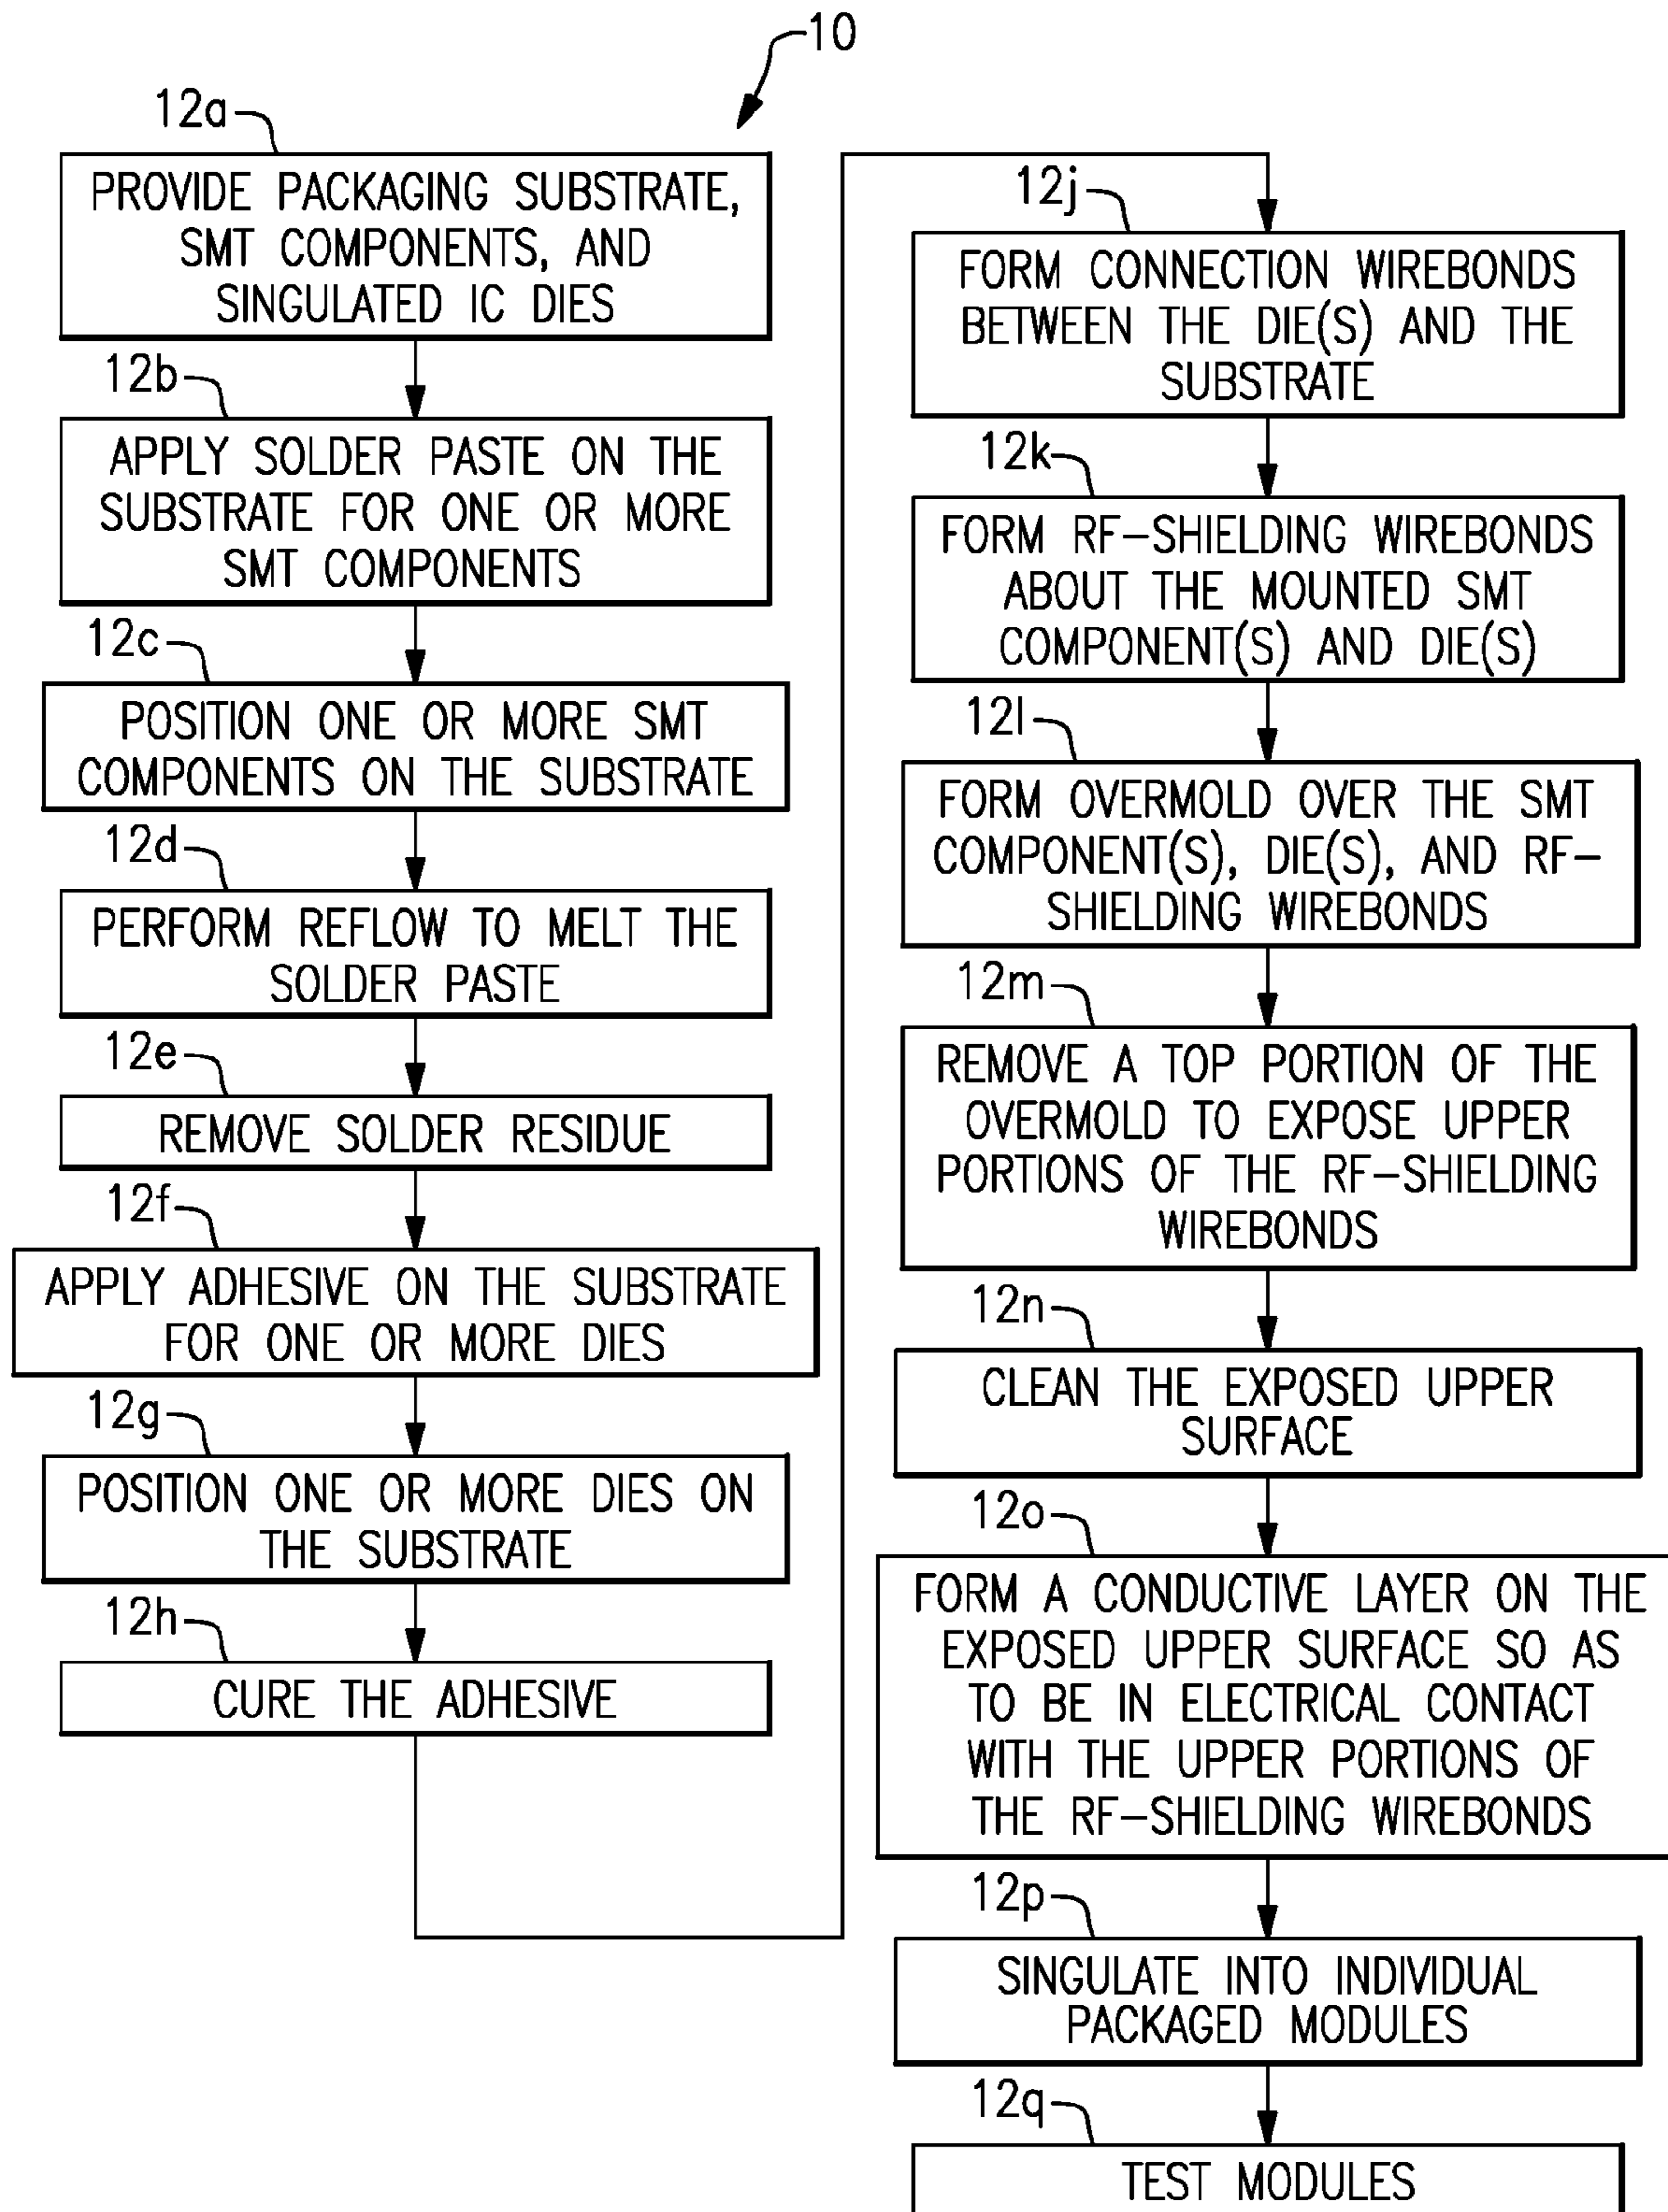 10
12a
PROVIDE PACKAGING SUBSTRATE,
SMT COMPONENTS, AND
SINGULATED IC DIES
12b
APPLY SOLDER PASTE ON THE
SUBSTRATE FOR ONE OR MORE
SMT COMPONENTS
12c
POSITION ONE OR MORE SMT
COMPONENTS ON THE SUBSTRATE
12d
PERFORM REFLOW TO MELT THE
SOLDER PASTE
12e
REMOVE SOLDER RESIDUE
12f
APPLY ADHESIVE ON THE SUBSTRATE
FOR ONE OR MORE DIES
12g
POSITION ONE OR MORE DIES ON
THE SUBSTRATE
12h
CURE THE ADHESIVE
12j
FORM CONNECTION WIREBONDS
BETWEEN THE DIE(S) AND THE
SUBSTRATE
12k
FORM RF-SHIELDING WIREBONDS
ABOUT THE MOUNTED SMT
COMPONENT(S) AND DIE(S)
12l
FORM OVERMOLD OVER THE SMT
COMPONENT(S), DIE(S), AND RF-
SHIELDING WIREBONDS
12m
REMOVE A TOP PORTION OF THE
OVERMOLD TO EXPOSE UPPER
PORTIONS OF THE RF-SHIELDING
WIREBONDS
12n
CLEAN THE EXPOSED UPPER
SURFACE
12o
FORM A CONDUCTIVE LAYER ON THE
EXPOSED UPPER SURFACE SO AS
TO BE IN ELECTRICAL CONTACT
WITH THE UPPER PORTIONS OF
THE RF-SHIELDING WIREBONDS
12p
SINGULATE INTO INDIVIDUAL
PACKAGED MODULES
12q
TEST MODULES